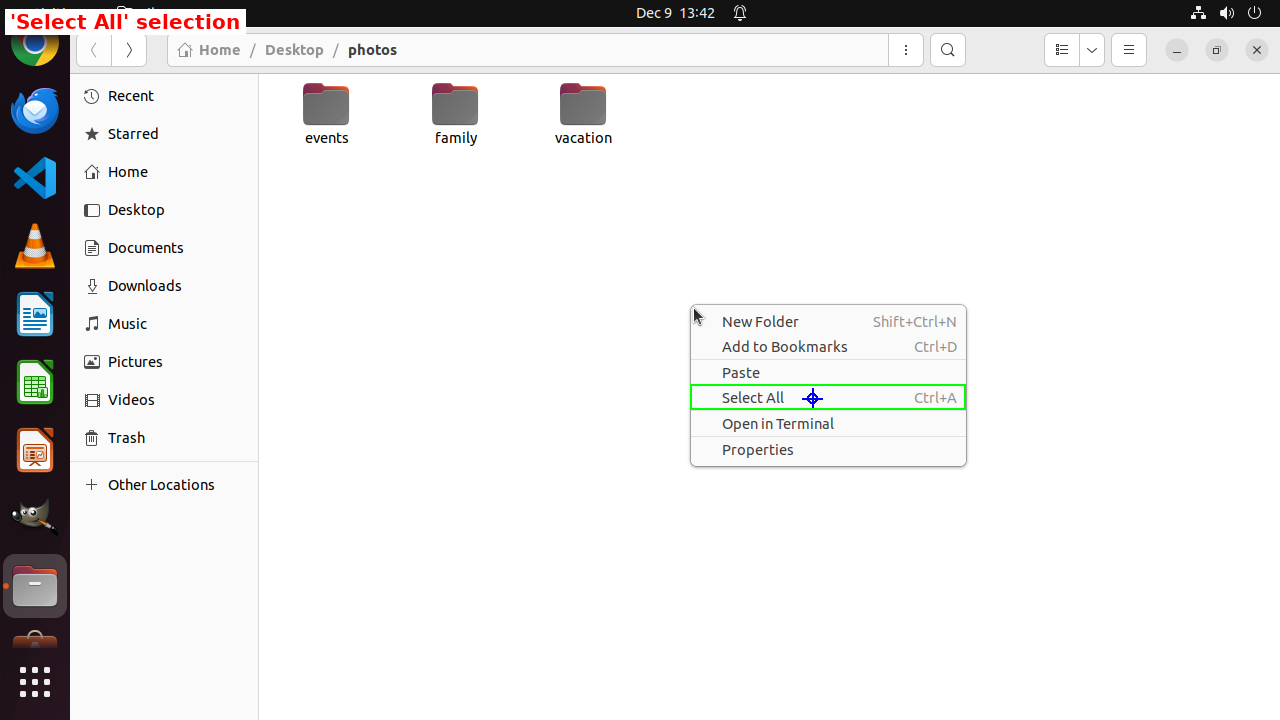 'Select All' selection
Dec 9 13:42
Home / Desktop / photos
Recent
Starred
Home
Desktop
Documents
Downloads
Music
Pictures
Videos
Trash
Other Locations
events
family
vacation
New Folder Shift+Ctrl+N
Add to Bookmarks Ctrl+D
Paste
Select All Ctrl+A
Open in Terminal
Properties